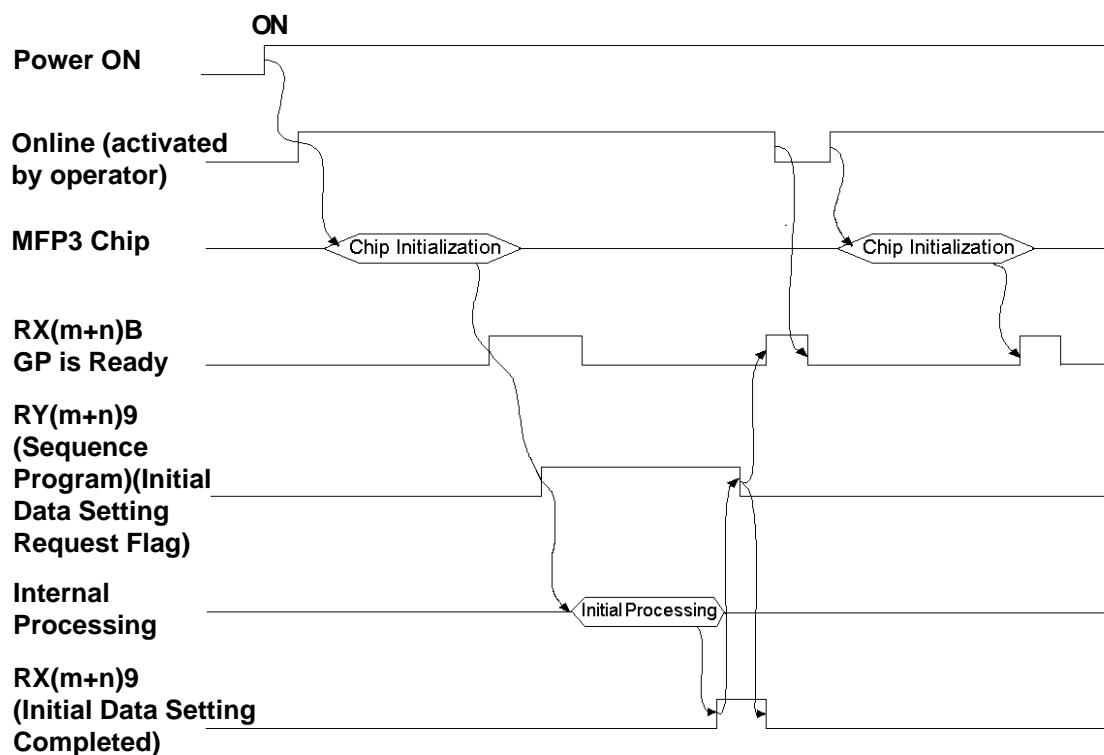 ON
Power ON
Online (activated
by operator)
MFP3 Chip
Chip Initialization
Chip Initialization
RX(m+n)B
GP is Ready
RY(m+n)9
(Sequence
Program)(Initial
Data Setting
Request Flag)
Internal
Processing
Initial Processing
RX(m+n)9
(Initial Data Setting
Completed)